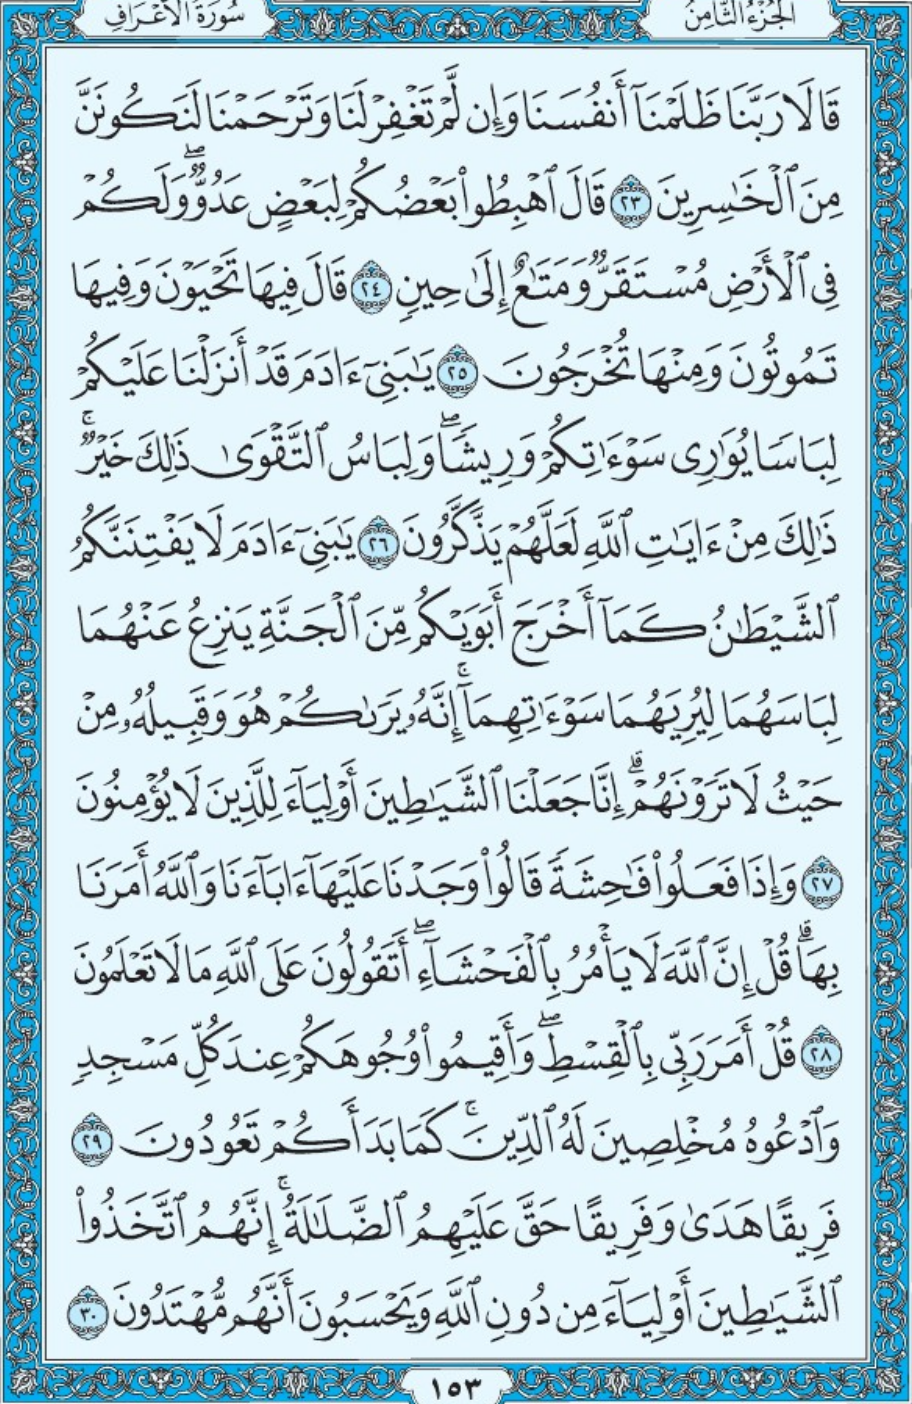 سُورَةُ الأَعْرَافِ
الجُزْءُ الثَّامِنُ
قَالَا رَبَّنَا ظَلَمْنَآ أَنفُسَنَا وَإِن لَّمْ تَغْفِرْ لَنَا وَتَرْحَمْنَا لَنَكُونَنَّ
مِنَ ٱلْخَٰسِرِينَ ٢٣ قَالَ ٱهْبِطُوا۟ بَعْضُكُمْ لِبَعْضٍ عَدُوٌّۖ وَلَكُمْ
فِى ٱلْأَرْضِ مُسْتَقَرٌّ وَمَتَٰعٌ إِلَىٰ حِينٍ ٢٤ قَالَ فِيهَا تَحْيَوْنَ وَفِيهَا
تَمُوتُونَ وَمِنْهَا تُخْرَجُونَ ٢٥ يَٰبَنِىٓ ءَادَمَ قَدْ أَنزَلْنَا عَلَيْكُمْ
لِبَاسًا يُوَٰرِى سَوْءَٰتِكُمْ وَرِيشًاۖ وَلِبَاسُ ٱلتَّقْوَىٰ ذَٰلِكَ خَيْرٌۚ
ذَٰلِكَ مِنْ ءَايَٰتِ ٱللَّهِ لَعَلَّهُمْ يَذَّكَّرُونَ ٢٦ يَٰبَنِىٓ ءَادَمَ لَا يَفْتِنَنَّكُمُ
ٱلشَّيْطَٰنُ كَمَآ أَخْرَجَ أَبَوَيْكُم مِّنَ ٱلْجَنَّةِ يَنزِعُ عَنْهُمَا
لِبَاسَهُمَا لِيُرِيَهُمَا سَوْءَٰتِهِمَآۚ إِنَّهُۥ يَرَىٰكُمْ هُوَ وَقَبِيلُهُۥ مِنْ
حَيْثُ لَا تَرَوْنَهُمْۗ إِنَّا جَعَلْنَا ٱلشَّيَٰطِينَ أَوْلِيَآءَ لِلَّذِينَ لَا يُؤْمِنُونَ
٢٧ وَإِذَا فَعَلُوا۟ فَٰحِشَةً قَالُوا۟ وَجَدْنَا عَلَيْهَآ ءَابَآءَنَا وَٱللَّهُ أَمَرَنَا
بِهَاۗ قُلْ إِنَّ ٱللَّهَ لَا يَأْمُرُ بِٱلْفَحْشَآءِۖ أَتَقُولُونَ عَلَى ٱللَّهِ مَا لَا تَعْلَمُونَ
٢٨ قُلْ أَمَرَ رَبِّى بِٱلْقِسْطِۖ وَأَقِيمُوا۟ وُجُوهَكُمْ عِندَ كُلِّ مَسْجِدٍ
وَٱدْعُوهُ مُخْلِصِينَ لَهُ ٱلدِّينَۚ كَمَا بَدَأَكُمْ تَعُودُونَ ٢٩
فَرِيقًا هَدَىٰ وَفَرِيقًا حَقَّ عَلَيْهِمُ ٱلضَّلَٰلَةُۚ إِنَّهُمُ ٱتَّخَذُوا۟
ٱلشَّيَٰطِينَ أَوْلِيَآءَ مِن دُونِ ٱللَّهِ وَيَحْسَبُونَ أَنَّهُم مُّهْتَدُونَ ٣٠
١٥٣